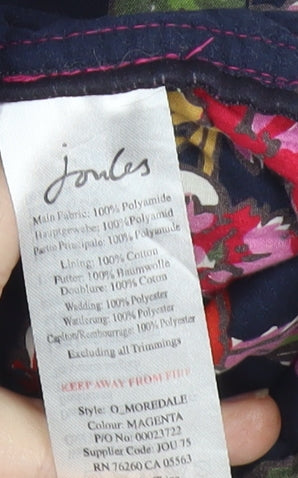 joules
Main Fabric: 100% Polyamide
Hauptgewebe: 100% Polyamid
Partie Principale: 100% Polyamide
Lining: 100% Cotton
Futter: 100% Baumwolle
Doublure: 100% Coton
Wadding: 100% Polyester
Wattierung: 100% Polyester
Capiton/Rembourrage: 100% Polyester
Excluding all Trimmings
KEEP AWAY FROM FIRE
Style: O_MOREDALE
Colour: MAGENTA
P/O No: 00023722
Supplier Code: JOU 75
RN 76260 CA 05563